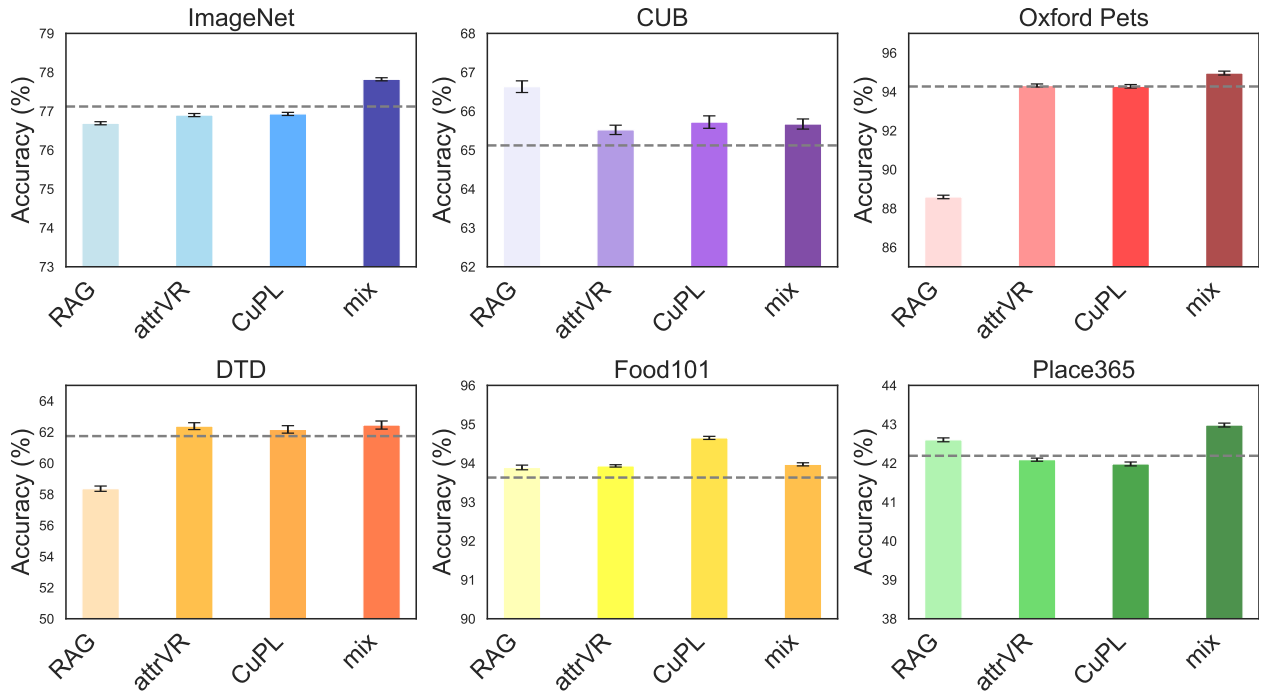 ImageNet
Accuracy (%)
79
78
77
76
75
74
73
RAG
attrVR
CuPL
mix
CUB
Accuracy (%)
68
67
66
65
64
63
62
RAG
attrVR
CuPL
mix
Oxford Pets
Accuracy (%)
96
94
92
90
88
86
RAG
attrVR
CuPL
mix
DTD
Accuracy (%)
64
62
60
58
56
54
52
50
RAG
attrVR
CuPL
mix
Food101
Accuracy (%)
96
95
94
93
92
91
90
RAG
attrVR
CuPL
mix
Place365
Accuracy (%)
44
43
42
41
40
39
38
RAG
attrVR
CuPL
mix